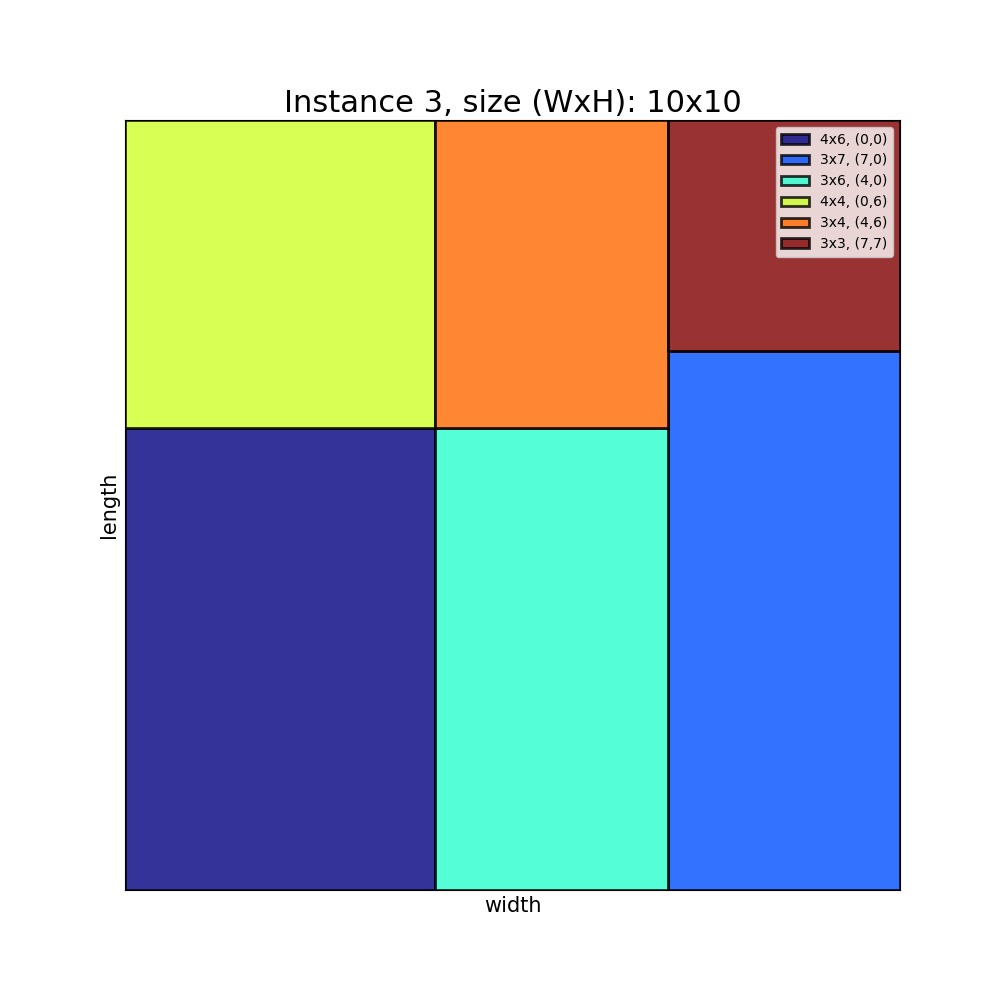 Instance 3, size (WxH): 10x10
4x6, (0,0)
3x7, (7,0)
3x6, (4,0)
4x4, (0,6)
3x4, (4,6)
3x3, (7,7)
length
width